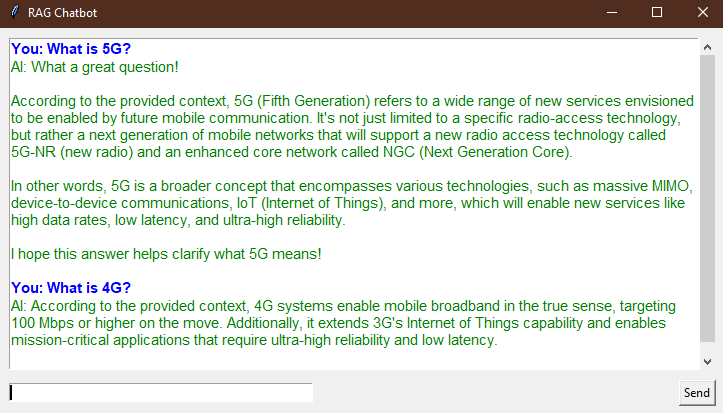 RAG Chatbot
You: What is 5G?
AI: What a great question!
According to the provided context, 5G (Fifth Generation) refers to a wide range of new services envisioned
to be enabled by future mobile communication. It's not just limited to a specific radio-access technology,
but rather a next generation of mobile networks that will support a new radio access technology called
5G-NR (new radio) and an enhanced core network called NGC (Next Generation Core).
In other words, 5G is a broader concept that encompasses various technologies, such as massive MIMO,
device-to-device communications, IoT (Internet of Things), and more, which will enable new services like
high data rates, low latency, and ultra-high reliability.
I hope this answer helps clarify what 5G means!
You: What is 4G?
AI: According to the provided context, 4G systems enable mobile broadband in the true sense, targeting
100 Mbps or higher on the move. Additionally, it extends 3G's Internet of Things capability and enables
mission-critical applications that require ultra-high reliability and low latency.
Send